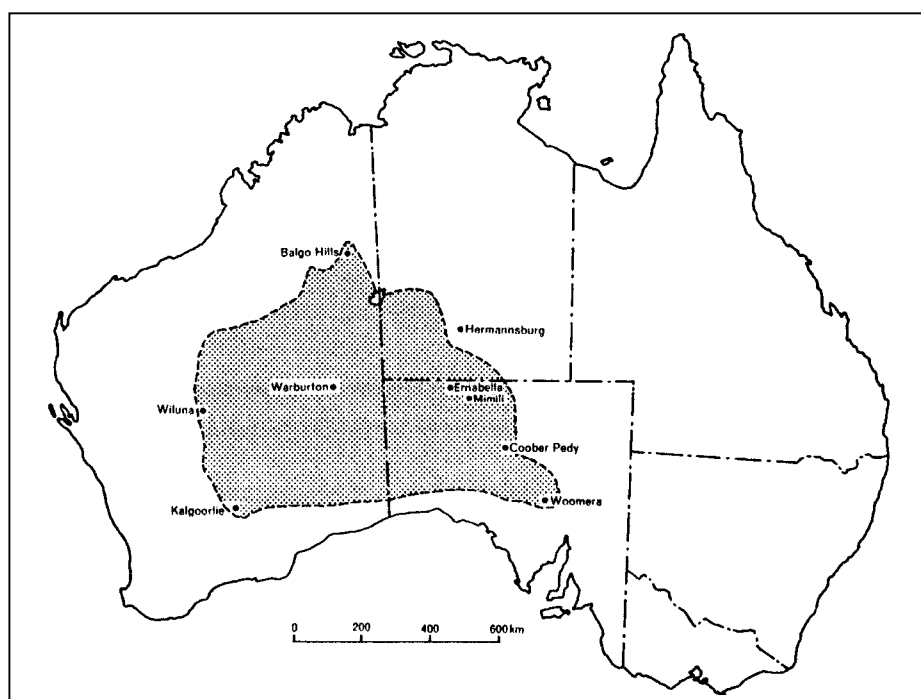 Balgo Hills
Hermannsburg
Warburton
Ernabella
Mimili
Wiluna
Coober Pedy
Kalgoorlie
Woomera
0 200 400 600 km